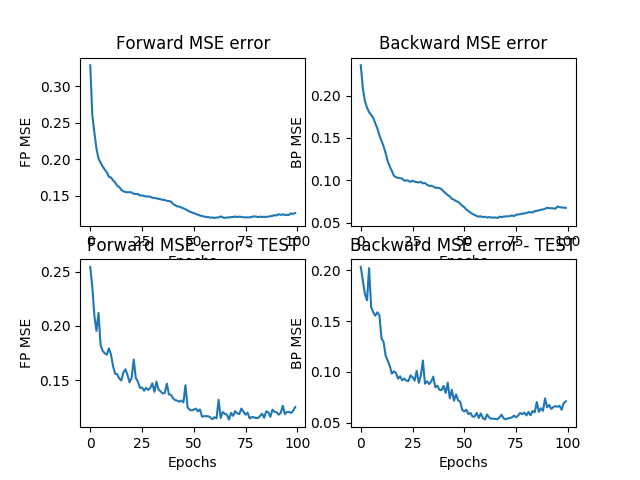 Forward MSE error
Backward MSE error
FP MSE
0.30
0.25
0.20
0.15
0 25 50 75 100
Epochs
BP MSE
0.20
0.15
0.10
0.05
0 25 50 75 100
Epochs
Forward MSE error - TEST
Backward MSE error - TEST
FP MSE
0.25
0.20
0.15
0 25 50 75 100
Epochs
BP MSE
0.20
0.15
0.10
0.05
0 25 50 75 100
Epochs